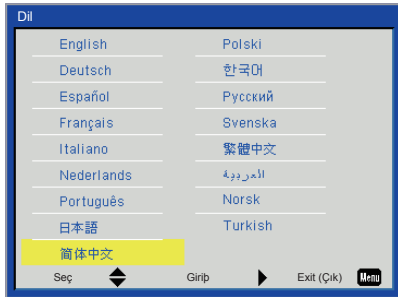 Dil
English
Deutsch
Español
Français
Italiano
Nederlands
Português
日本語
简体中文
Polski
한국어
Русский
Svenska
繁體中文
العربية
Norsk
Turkish
Seç Giriþ Exit (Çık) Menu